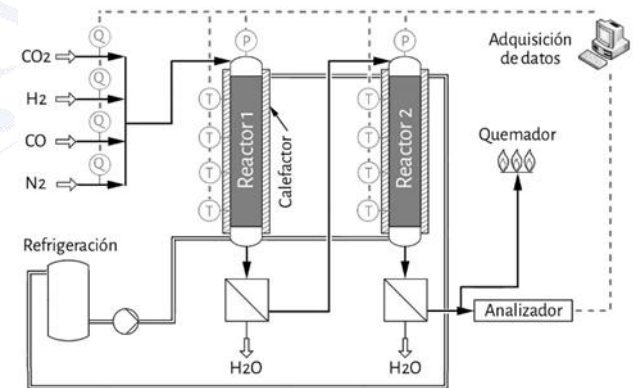 Q
P
P
Adquisición
de datos
CO2
Q
H2
Q
CO
Q
N2
T
T
T
T
Reactor 1
Calefactor
T
T
T
T
Reactor 2
Quemador
Refrigeración
Analizador
H2O
H2O